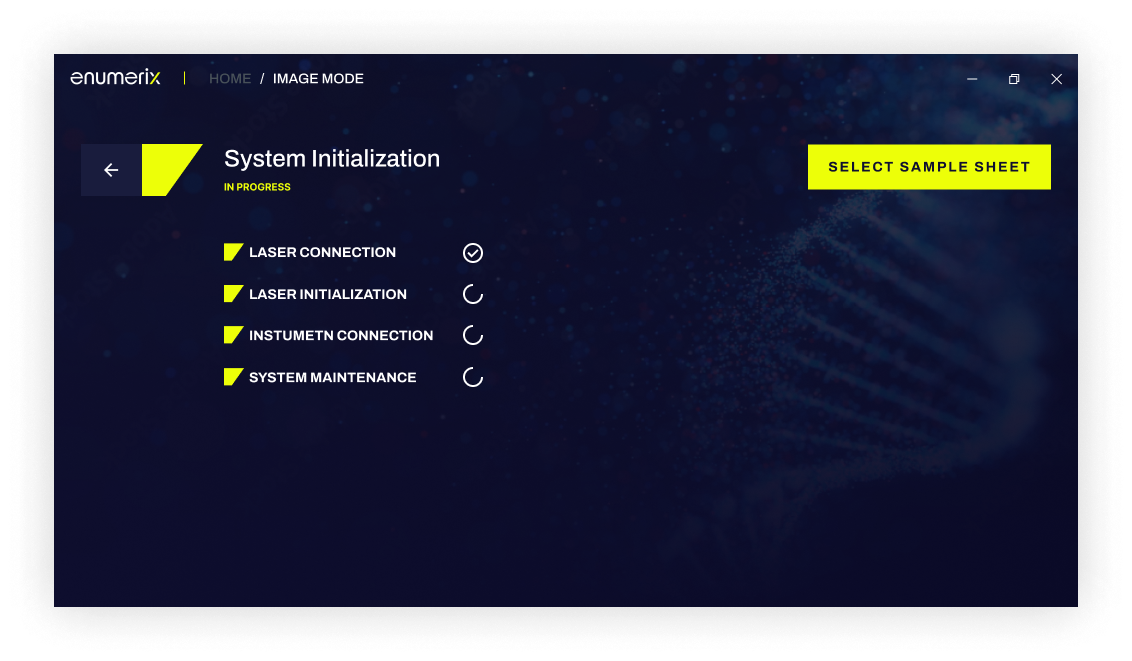 enumerix | HOME / IMAGE MODE
System Initialization
IN PROGRESS
SELECT SAMPLE SHEET
LASER CONNECTION
LASER INITIALIZATION
INSTUMETN CONNECTION
SYSTEM MAINTENANCE